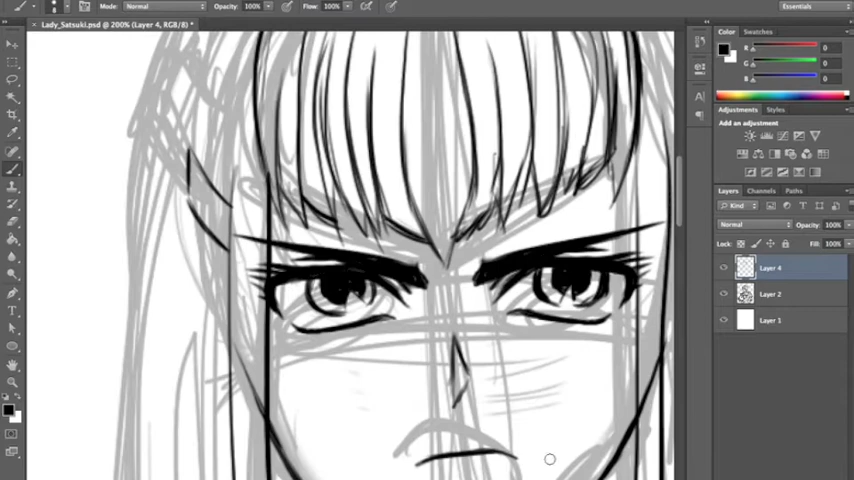 Mode: Normal Opacity: 100% Flow: 100% Essentials
8
× Lady_Satsuki.psd @ 200% (Layer 4, RGB/8) *
Color Swatches
R 0
G 0
B 0
Adjustments Styles
Add an adjustment
Layers Channels Paths
Kind
Normal Opacity: 100%
Lock: Fill: 100%
Layer 4
Layer 2
Layer 1